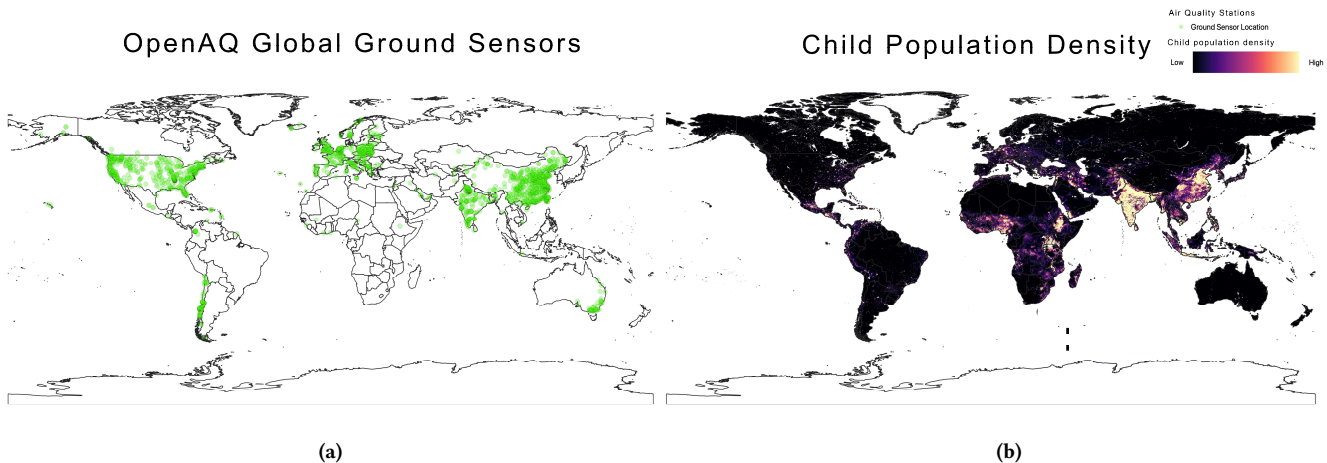 OpenAQ Global Ground Sensors
Child Population Density
Air Quality Stations
Ground Sensor Location
Child population density
Low
High
(a)
(b)